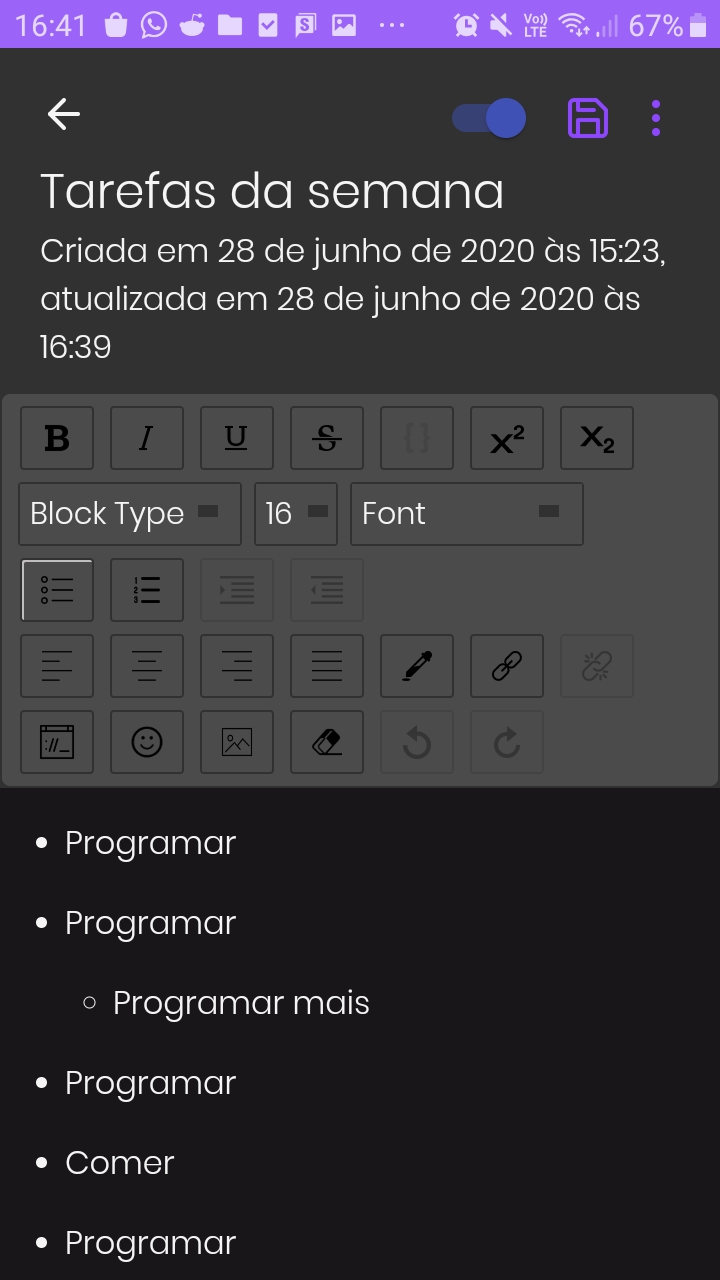 16:41
Vo)) LTE
67%
Tarefas da semana
Criada em 28 de junho de 2020 às 15:23,
atualizada em 28 de junho de 2020 às
16:39
B I U S {} x² x₂
Block Type 16 Font
Programar
Programar
Programar mais
Programar
Comer
Programar